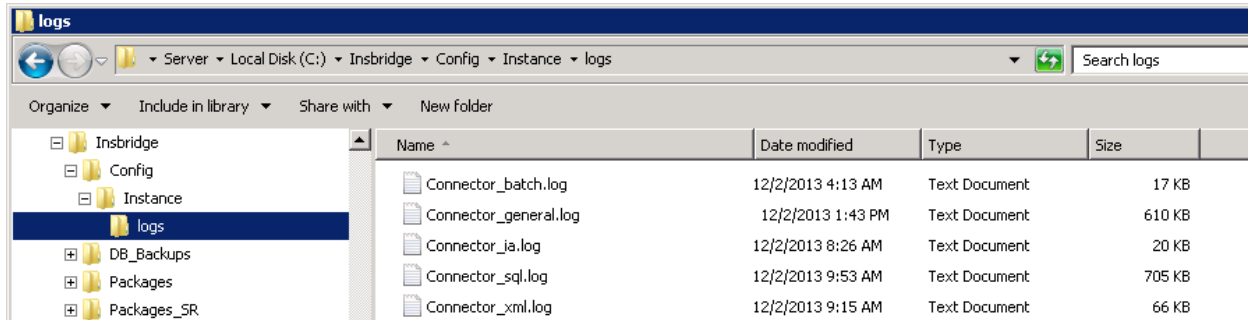 logs
Server Local Disk (C:) Insbridge Config Instance logs Search logs
Organize Include in library Share with New folder
Insbridge
Config
Instance
logs
DB_Backups
Packages
Packages_SR
Name Date modified Type Size
Connector_batch.log 12/2/2013 4:13 AM Text Document 17 KB
Connector_general.log 12/2/2013 1:43 PM Text Document 610 KB
Connector_ia.log 12/2/2013 8:26 AM Text Document 20 KB
Connector_sql.log 12/2/2013 9:53 AM Text Document 705 KB
Connector_xml.log 12/2/2013 9:15 AM Text Document 66 KB